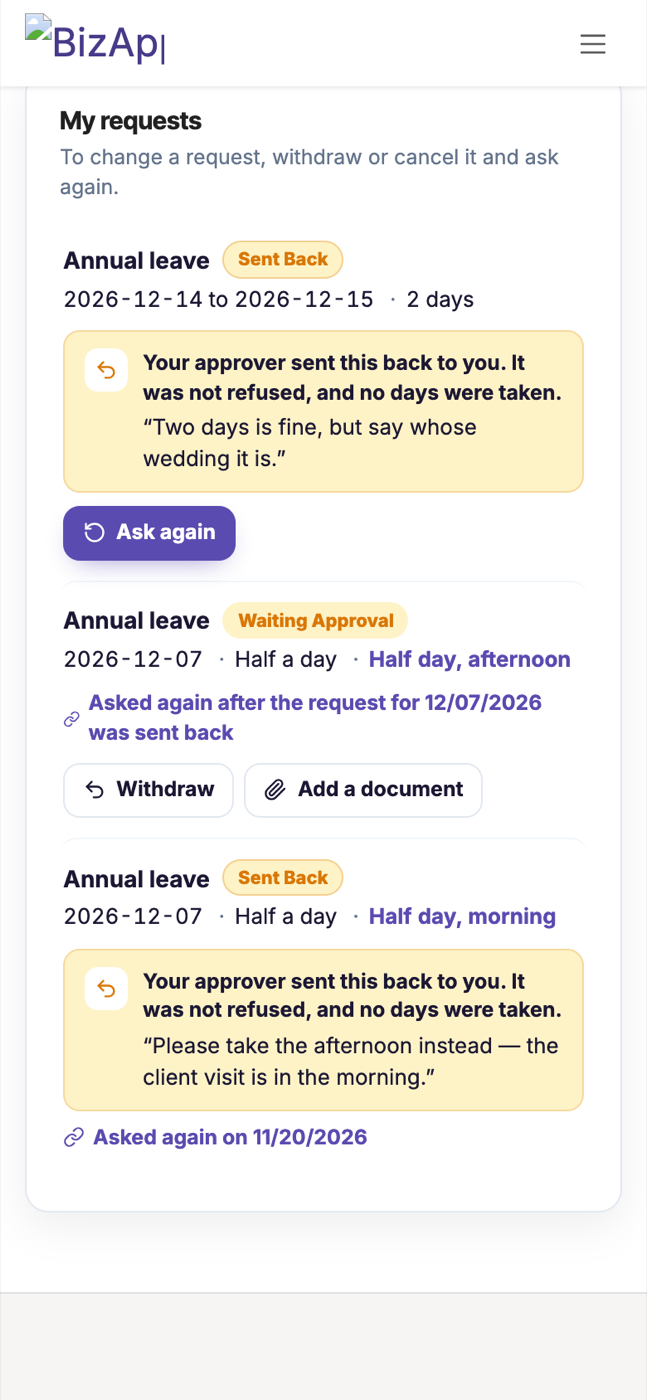 BizAp
My requests
To change a request, withdraw or cancel it and ask
again.
Annual leave Sent Back
2026-12-14 to 2026-12-15 · 2 days
Your approver sent this back to you. It
was not refused, and no days were taken.
“Two days is fine, but say whose
wedding it is.”
Ask again
Annual leave Waiting Approval
2026-12-07 · Half a day · Half day, afternoon
Asked again after the request for 12/07/2026
was sent back
Withdraw Add a document
Annual leave Sent Back
2026-12-07 · Half a day · Half day, morning
Your approver sent this back to you. It
was not refused, and no days were taken.
“Please take the afternoon instead — the
client visit is in the morning.”
Asked again on 11/20/2026